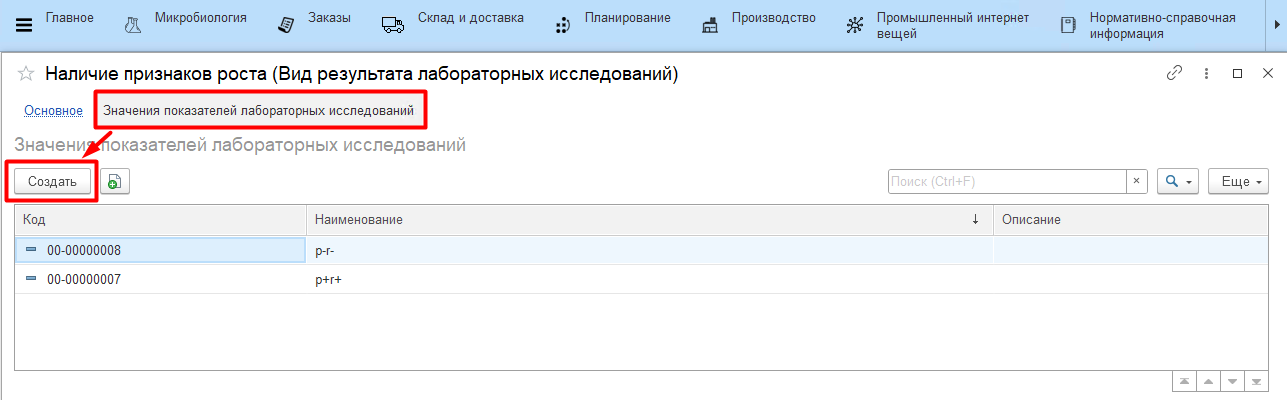 Главное
Микробиология
Заказы
Склад и доставка
Планирование
Производство
Промышленный интернет
вещей
Нормативно-справочная
информация
Наличие признаков роста (Вид результата лабораторных исследований)
Основное
Значения показателей лабораторных исследований
Значения показателей лабораторных исследований
Создать
Поиск (Ctrl+F)
×
Еще
Код
Наименование
Описание
00-00000008
p-r-
00-00000007
p+r+